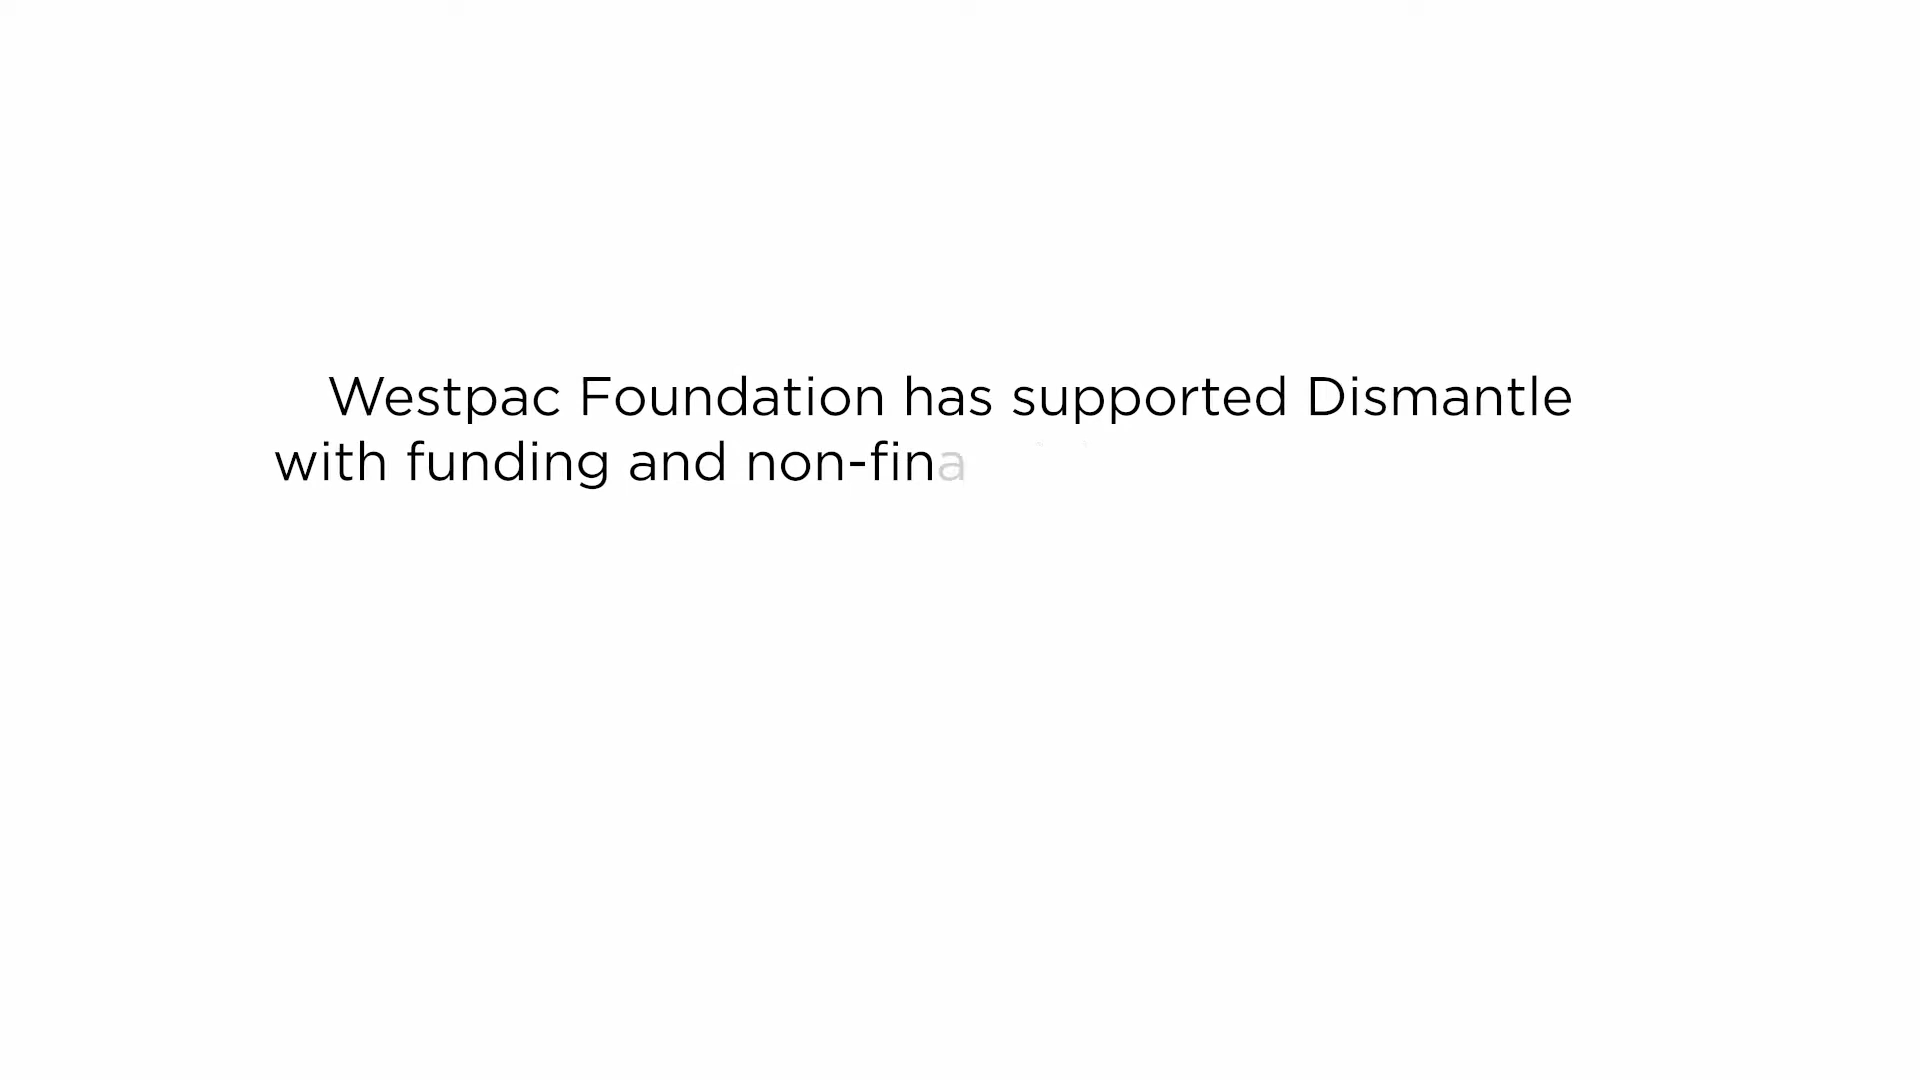 Westpac Foundation has supported Dismantle
with funding and non-fina